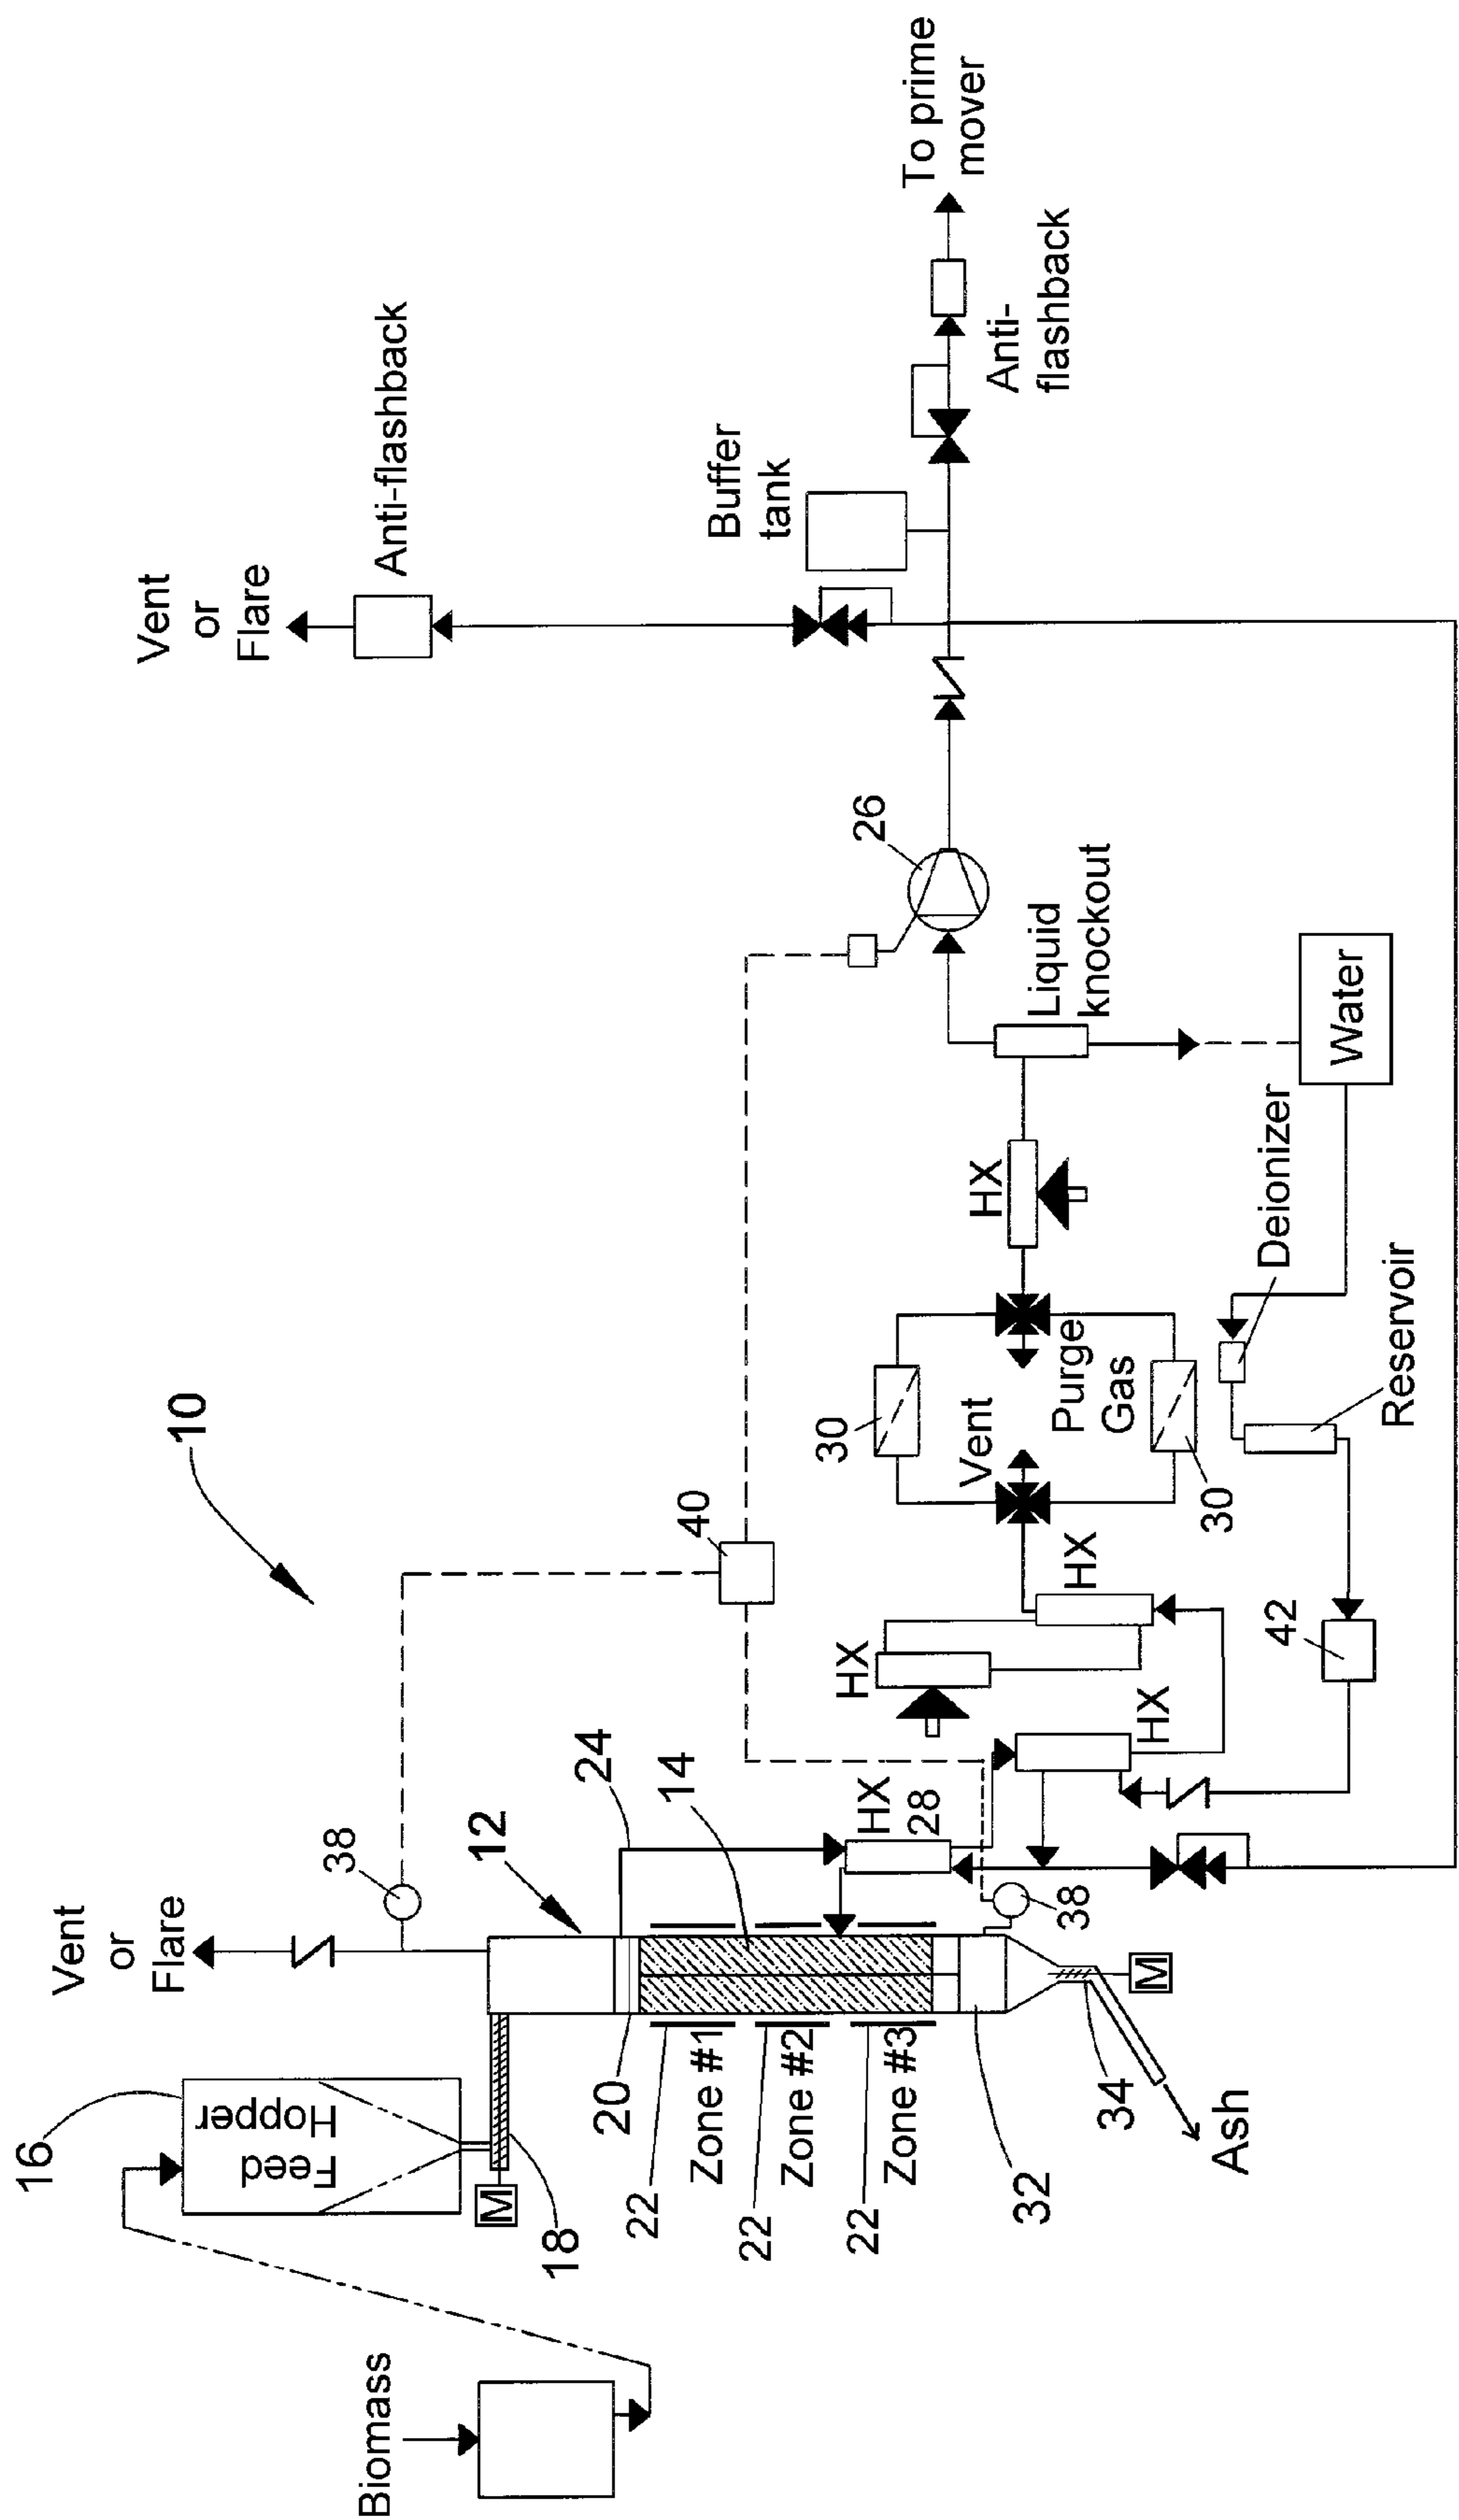 Biomass
16
Feed
Hopper
M
18
20
22
Zone #1
22
Zone #2
22
Zone #3
32
34
Ash
M
Vent
or
Flare
38
12
24
14
HX
28
38
HX
HX
HX
42
10
40
30
Vent
Purge
Gas
30
Reservoir
Deionizer
HX
Water
Liquid
knockout
26
Vent
or
Flare
Anti-flashback
Buffer
tank
Anti-
flashback
To prime
mover